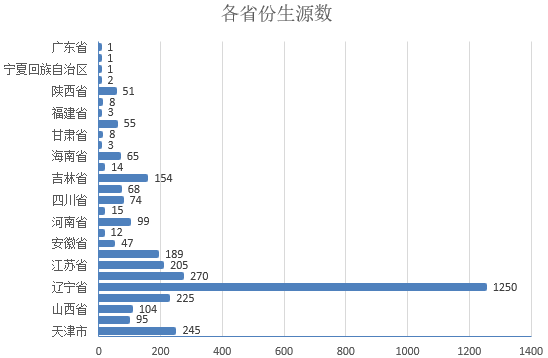 各省份生源数
广东省 1
1
宁夏回族自治区 1
2
陕西省 51
8
福建省 3
55
甘肃省 8
3
海南省 65
14
吉林省 154
68
四川省 74
15
河南省 99
12
安徽省 47
189
江苏省 205
270
辽宁省 1250
225
山西省 104
95
天津市 245
0 200 400 600 800 1000 1200 1400